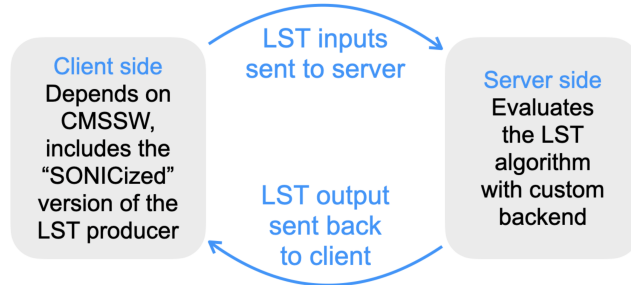 Client side
Depends on
CMSSW,
includes the
“SONICized”
version of the
LST producer
LST inputs
sent to server
LST output
sent back
to client
Server side
Evaluates
the LST
algorithm
with custom
backend